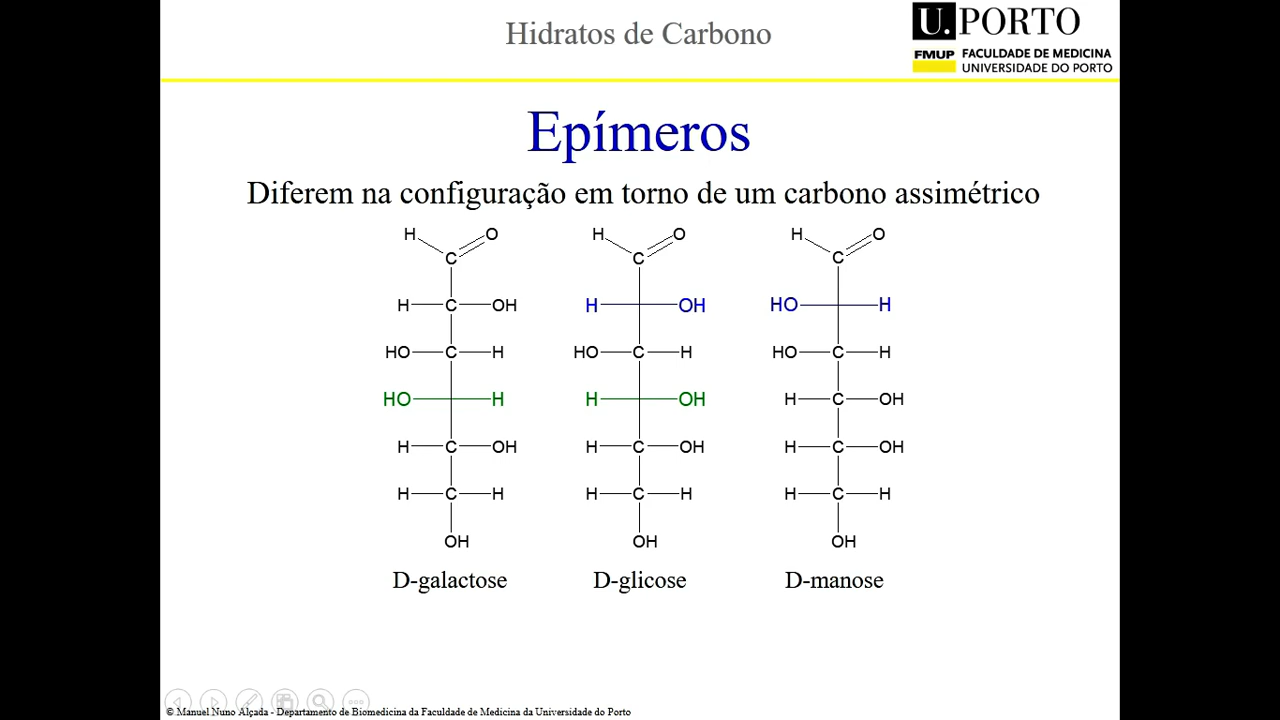 Hidratos de Carbono
U. PORTO
FMUP FACULDADE DE MEDICINA
UNIVERSIDADE DO PORTO
Epímeros
Diferem na configuração em torno de um carbono assimétrico
H O H O H O
C C C
H C OH H OH HO H
HO C H HO C H HO C H
HO H H OH H C OH
H C OH H C OH H C OH
H C H H C H H C H
OH OH OH
D-galactose D-glicose D-manose
© Manuel Nuno Alçada - Departamento de Biomedicina da Faculdade de Medicina da Universidade do Porto